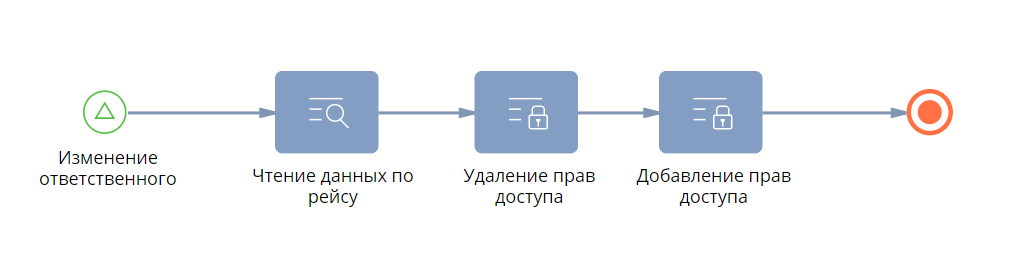 Изменение
ответственного
Чтение данных по
рейсу
Удаление прав
доступа
Добавление прав
доступа